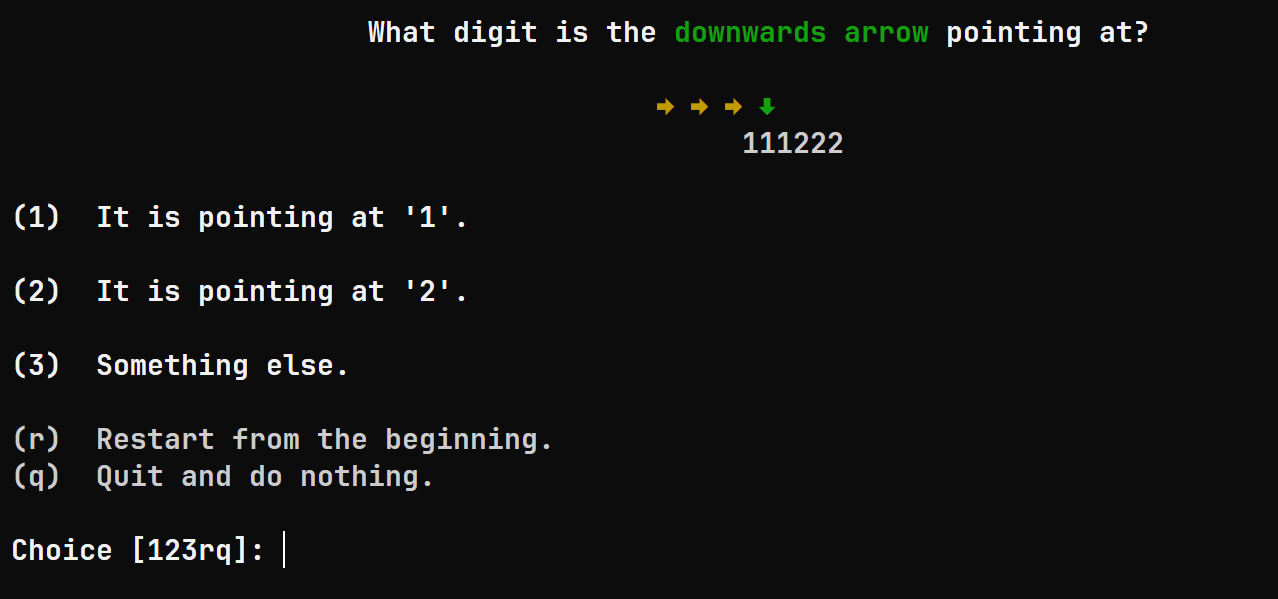 What digit is the downwards arrow pointing at?
🡆 🡆 🡆 🡇
111222
(1) It is pointing at '1'.
(2) It is pointing at '2'.
(3) Something else.
(r) Restart from the beginning.
(q) Quit and do nothing.
Choice [123rq]: